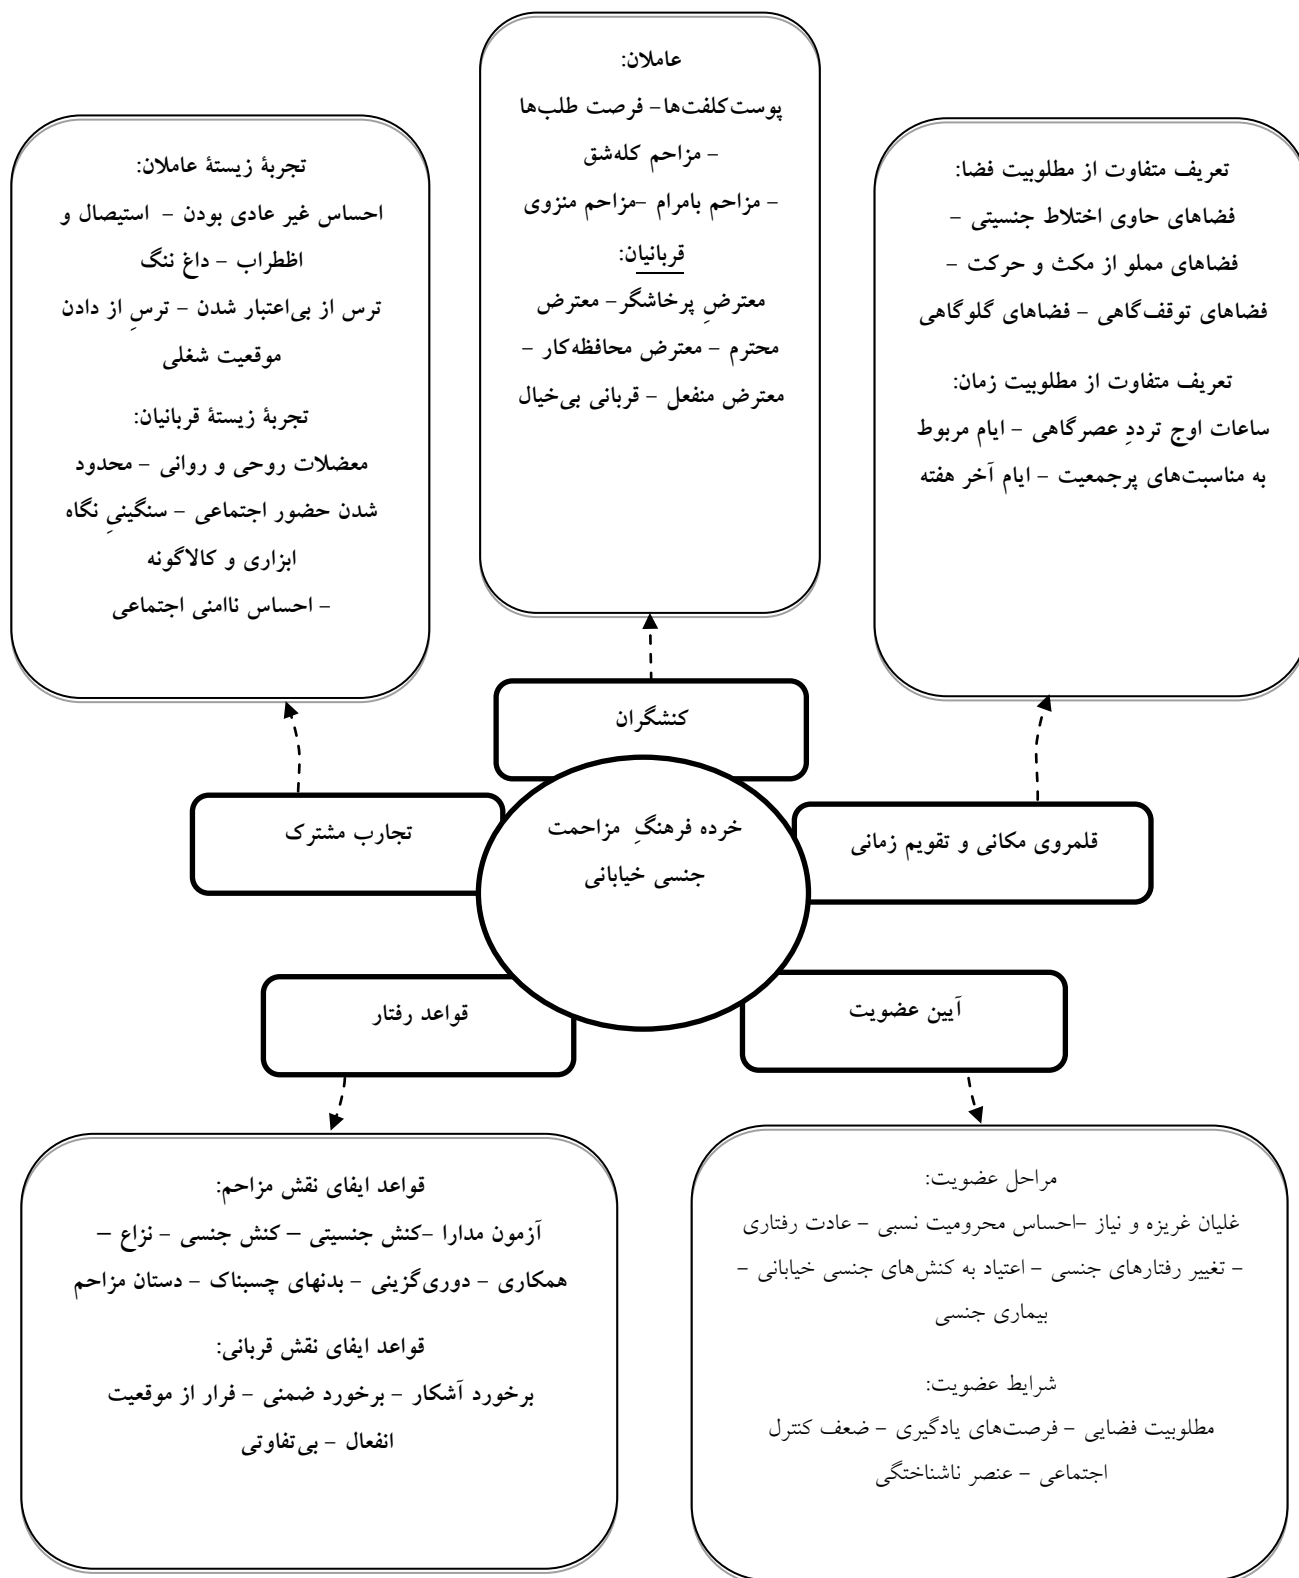 عاملان:
پوست‌کلفت‌ها- فرصت طلب‌ها
- مزاحم کله‌شق
- مزاحم بامرام -مزاحم منزوی
قربانیان:
معترضِ پرخاشگر- معترض
محترم - معترض محافظه‌کار -
معترض منفعل - قربانی بی‌خیال
تعریف متفاوت از مطلوبیت فضا:
فضاهای حاوی اختلاط جنسیتی -
فضاهای مملو از مکث و حرکت -
فضاهای توقف‌گاهی - فضاهای گلوگاهی
تعریف متفاوت از مطلوبیت زمان:
ساعات اوج ترددِ عصرگاهی - ایام مربوط
به مناسبت‌های پرجمعیت - ایام آخر هفته
تجربۀ زیستۀ عاملان:
احساس غیر عادی بودن - استیصال و
اظطراب - داغ ننگ
ترس از بی‌اعتبار شدن - ترسِ از دادن
موقعیت شغلی
تجربۀ زیستۀ قربانیان:
معضلات روحی و روانی - محدود
شدن حضور اجتماعی - سنگینیِ نگاه
ابزاری و کالاگونه
- احساس ناامنی اجتماعی
کنشگران
قلمروی مکانی و تقویم زمانی
تجارب مشترک
خرده فرهنگِ مزاحمت
جنسی خیابانی
آیین عضویت
قواعد رفتار
مراحل عضویت:
غلیان غریزه و نیاز -احساس محرومیت نسبی - عادت رفتاری
- تغییر رفتارهای جنسی - اعتیاد به کنش‌های جنسی خیابانی -
بیماری جنسی
شرایط عضویت:
مطلوبیت فضایی - فرصت‌های یادگیری - ضعف کنترل
اجتماعی - عنصر ناشناختگی
قواعد ایفای نقش مزاحم:
آزمون مدارا -کنش جنسیتی – کنش جنسی - نزاع –
همکاری - دوری‌گزینی - بدنهای چسبناک - دستان مزاحم
قواعد ایفای نقش قربانی:
برخورد آشکار - برخورد ضمنی - فرار از موقعیت
انفعال - بی‌تفاوتی